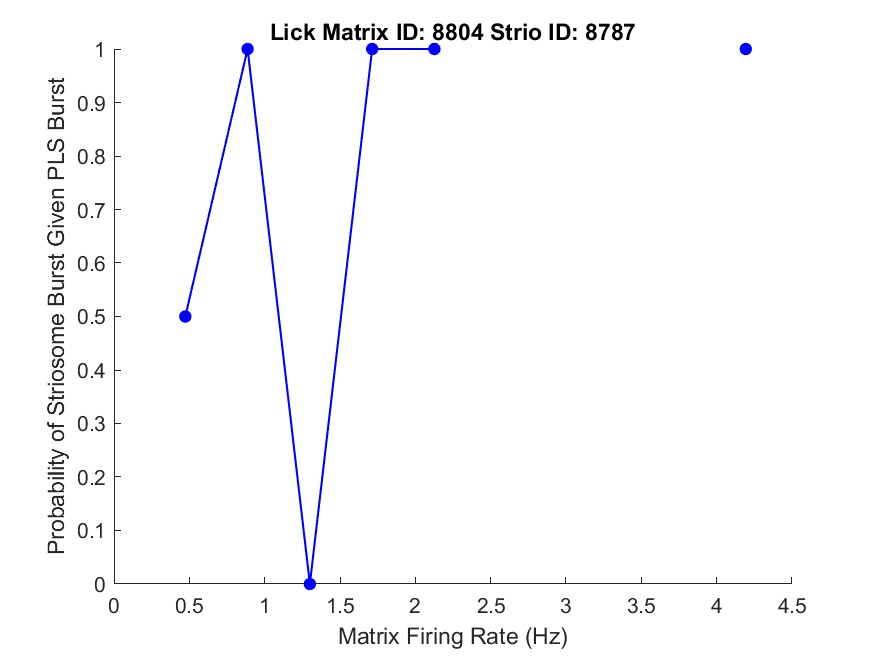 Lick Matrix ID: 8804 Strio ID: 8787
Probability of Striosome Burst Given PLS Burst
1
0.9
0.8
0.7
0.6
0.5
0.4
0.3
0.2
0.1
0
0 0.5 1 1.5 2 2.5 3 3.5 4 4.5
Matrix Firing Rate (Hz)